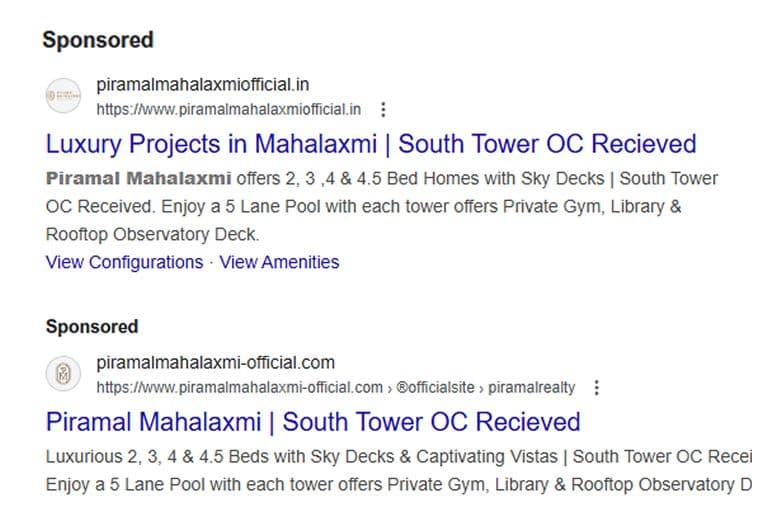 Sponsored
piramalmahalaxmiofficial.in
https://www.piramalmahalaxmiofficial.in
Luxury Projects in Mahalaxmi | South Tower OC Recieved
Piramal Mahalaxmi offers 2, 3 ,4 & 4.5 Bed Homes with Sky Decks | South Tower
OC Received. Enjoy a 5 Lane Pool with each tower offers Private Gym, Library &
Rooftop Observatory Deck.
View Configurations · View Amenities
Sponsored
piramalmahalaxmi-official.com
https://www.piramalmahalaxmi-official.com › ®officialsite › piramalrealty
Piramal Mahalaxmi | South Tower OC Recieved
Luxurious 2, 3, 4 & 4.5 Beds with Sky Decks & Captivating Vistas | South Tower OC Recei
Enjoy a 5 Lane Pool with each tower offers Private Gym, Library & Rooftop Observatory D